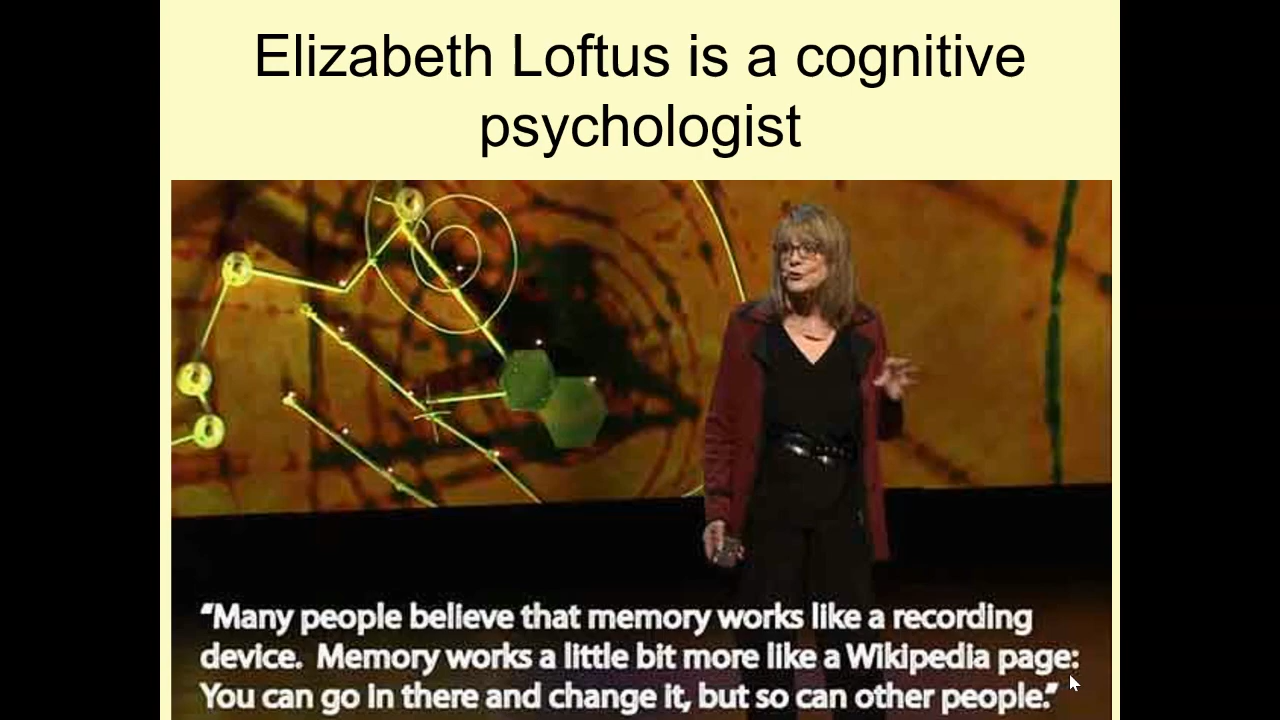 Elizabeth Loftus is a cognitive
psychologist
“Many people believe that memory works like a recording
device.  Memory works a little bit more like a Wikipedia page:
You can go in there and change it, but so can other people.”